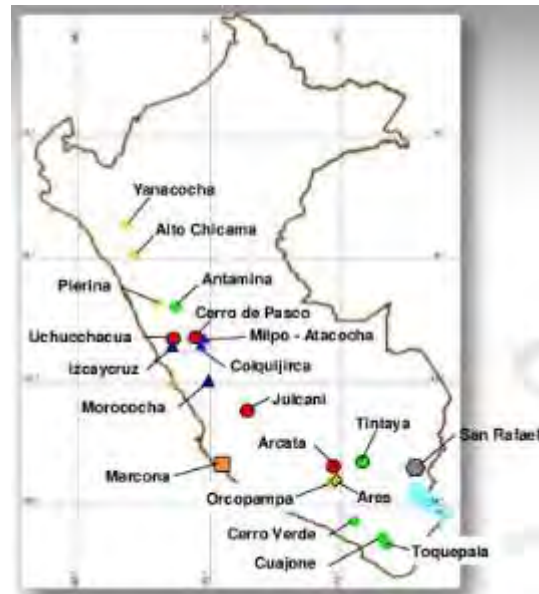 Yanacocha
Alto Chicama
Pierina
Antamina
Cerro de Pasco
Uchucchacua
Milpo - Atacocha
Izcaycruz
Colquijirca
Morococha
Julcani
Tintaya
San Rafael
Arcata
Marcona
Orcopampa
Ares
Cerro Verde
Cuajone
Toquepala